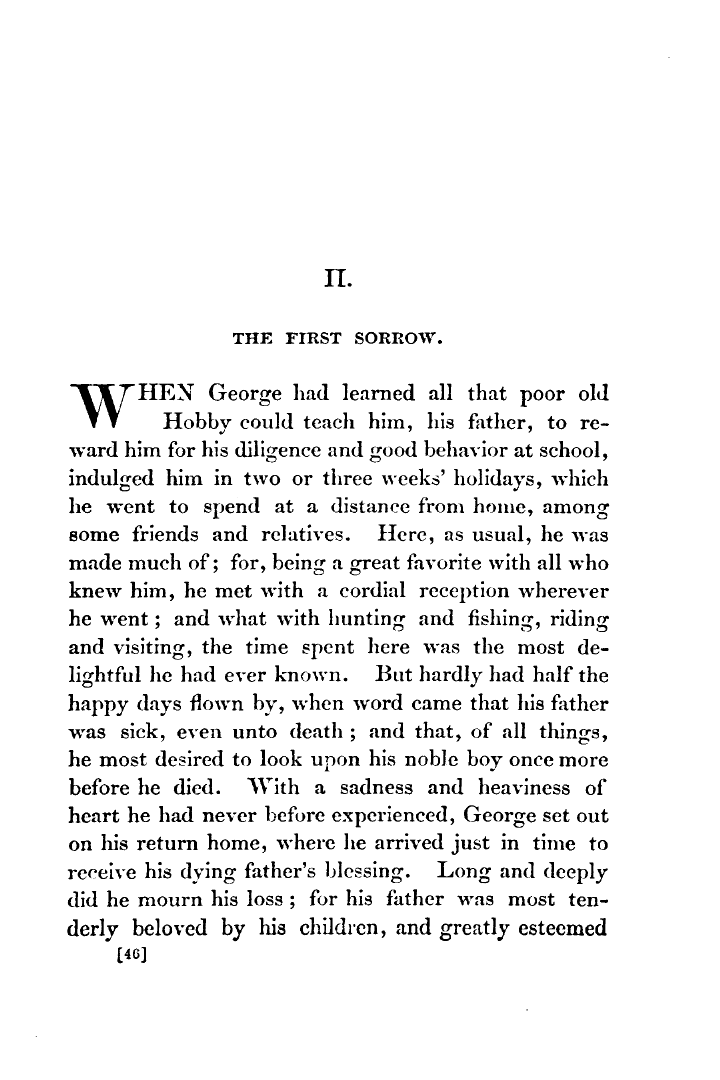 II.
THE FIRST SORROW.
WHEN George had learned all that poor old
Hobby could teach him, his father, to re-
ward him for his diligence and good behavior at school,
indulged him in two or three weeks' holidays, which
he went to spend at a distance from home, among
some friends and relatives. Here, as usual, he was
made much of; for, being a great favorite with all who
knew him, he met with a cordial reception wherever
he went; and what with hunting and fishing, riding
and visiting, the time spent here was the most de-
lightful he had ever known. But hardly had half the
happy days flown by, when word came that his father
was sick, even unto death; and that, of all things,
he most desired to look upon his noble boy once more
before he died. With a sadness and heaviness of
heart he had never before experienced, George set out
on his return home, where he arrived just in time to
receive his dying father's blessing. Long and deeply
did he mourn his loss; for his father was most ten-
derly beloved by his children, and greatly esteemed
[46]